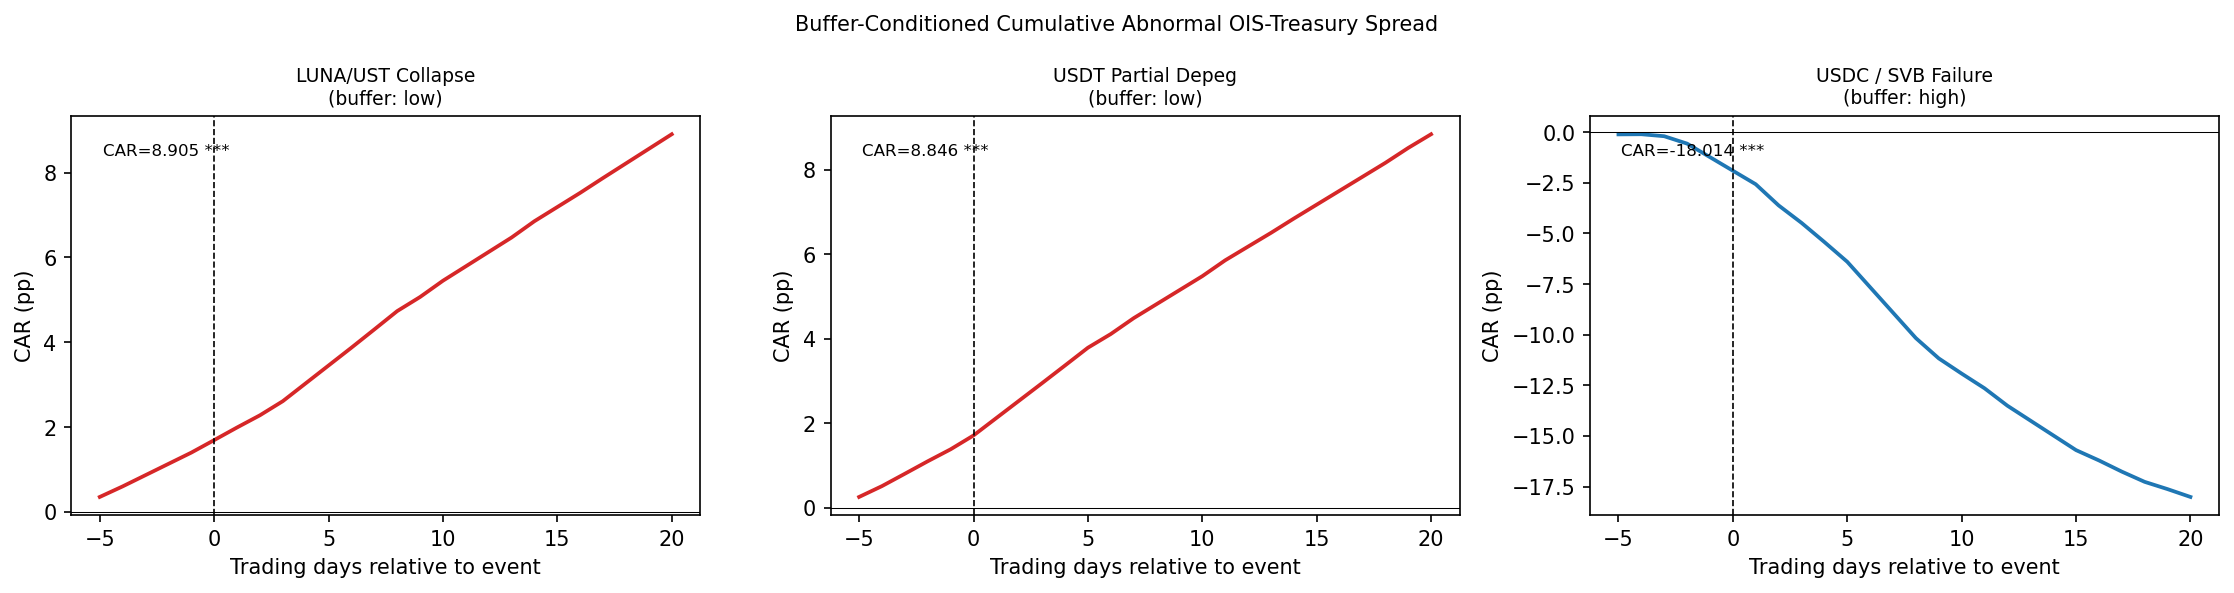 Buffer-Conditioned Cumulative Abnormal OIS-Treasury Spread
LUNA/UST Collapse
(buffer: low)
CAR=8.905 ***
8
6
4
2
0
CAR (pp)
−5 0 5 10 15 20
Trading days relative to event
USDT Partial Depeg
(buffer: low)
CAR=8.846 ***
8
6
4
2
0
CAR (pp)
−5 0 5 10 15 20
Trading days relative to event
USDC / SVB Failure
(buffer: high)
CAR=-18.014 ***
0.0
−2.5
−5.0
−7.5
−10.0
−12.5
−15.0
−17.5
CAR (pp)
−5 0 5 10 15 20
Trading days relative to event